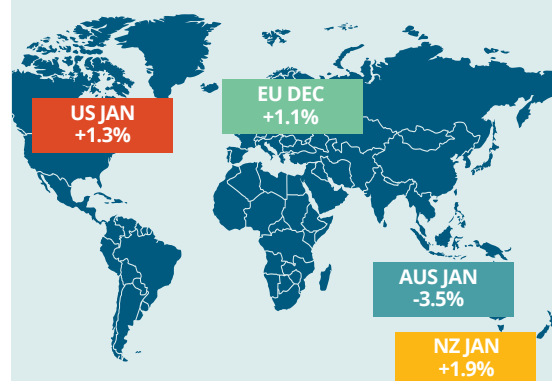 US JAN
+1.3%
EU DEC
+1.1%
AUS JAN
-3.5%
NZ JAN
+1.9%